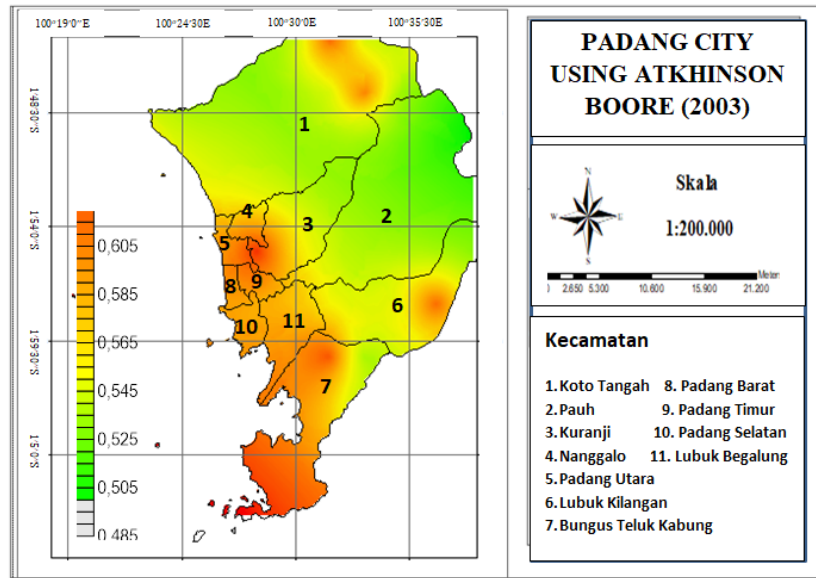 100°19'0"E 100°24'30"E 100°30'0"E 100°35'30"E
1°48'30"S
1°54'0"S
1°59'30"S
1°5'0"S
1
2
3
4
5
6
7
8
9
10
11
0,605
0,585
0,565
0,545
0,525
0,505
0,485
PADANG CITY
USING ATKHINSON
BOORE (2003)
N
W E
S
Skala
1:200.000
2.650 5.300 10.600 15.900 21.200
Kecamatan
1.Koto Tangah 8. Padang Barat
2.Pauh 9. Padang Timur
3.Kuranji 10. Padang Selatan
4.Nanggalo 11. Lubuk Begalung
5.Padang Utara
6.Lubuk Kilangan
7.Bungus Teluk Kabung